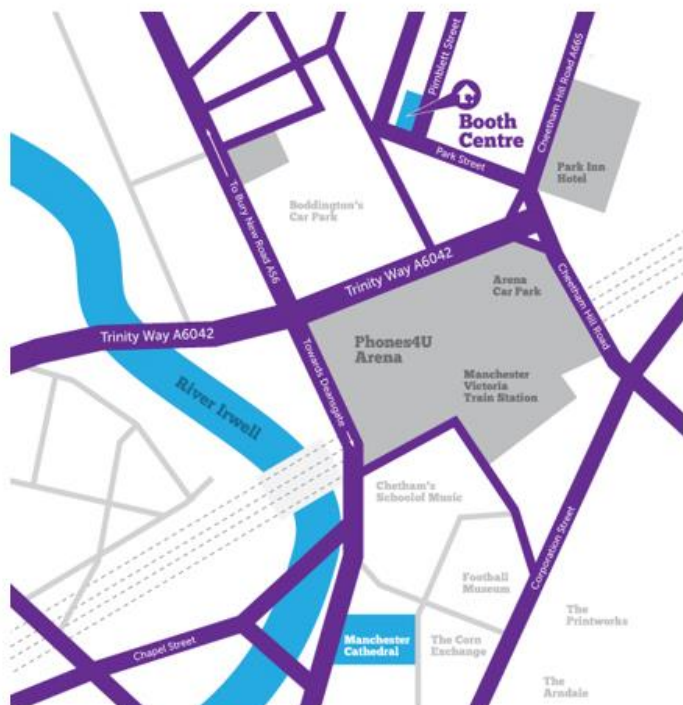 Pimblett Street
Cheetham Hill Road A665
Booth
Centre
Park Street
Park Inn
Hotel
To Bury New Road A56
Boddington's
Car Park
Trinity Way A6042
Arena
Car Park
Cheetham Hill Road
Trinity Way A6042
Phones4U
Arena
Towards Deansgate
Manchester
Victoria
Train Station
River Irwell
Chetham's
Schoolof Music
Corporation Street
Football
Museum
The
Printworks
Chapel Street
Manchester
Cathedral
The Corn
Exchange
The
Arndale